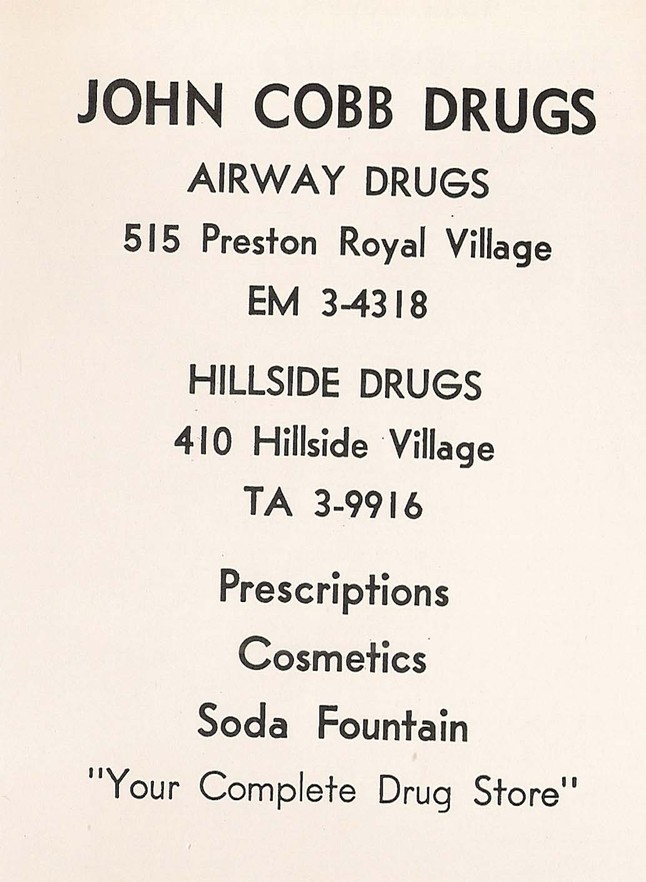 JOHN COBB DRUGS
AIRWAY DRUGS
515 Preston Royal Village
EM 3-4318
HILLSIDE DRUGS
410 Hillside Village
TA 3-9916
Prescriptions
Cosmetics
Soda Fountain
"Your Complete Drug Store"